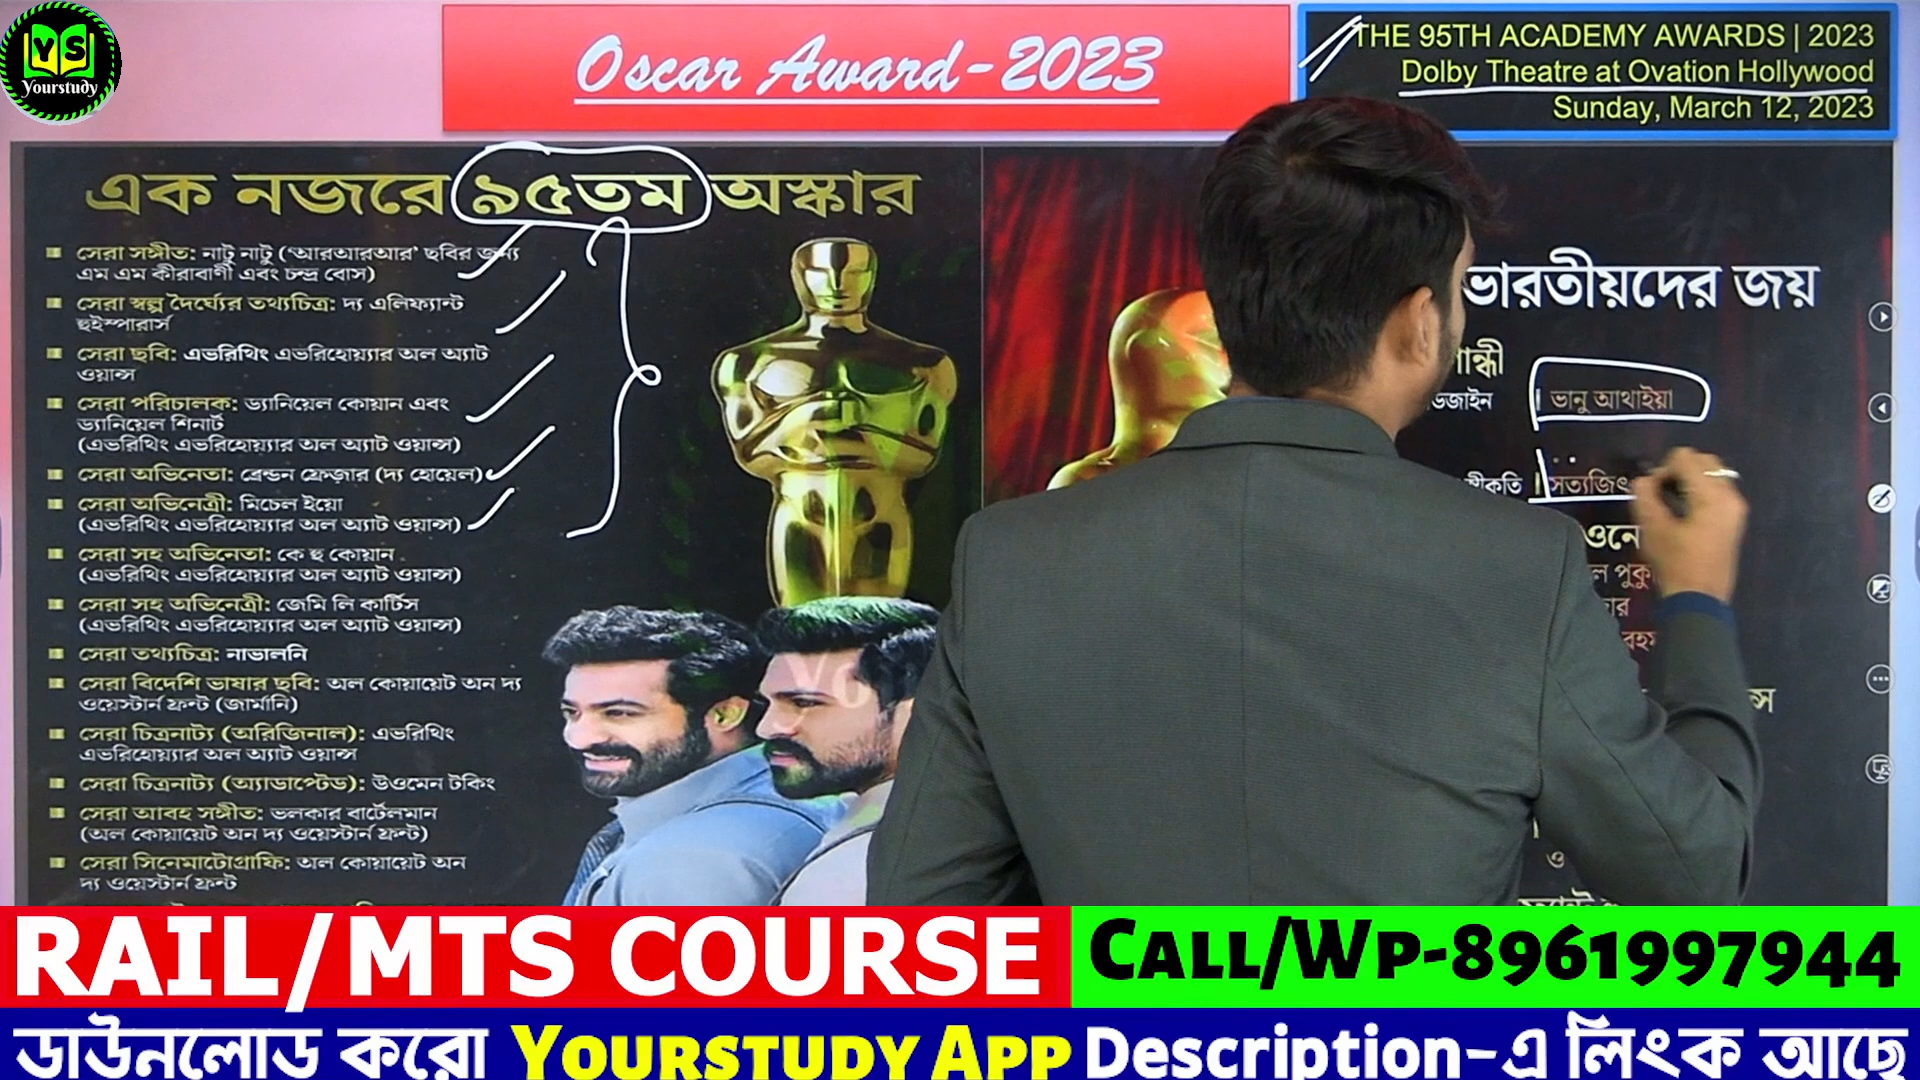 YS
Yourstudy
Oscar Award-2023
THE 95TH ACADEMY AWARDS | 2023
Dolby Theatre at Ovation Hollywood
Sunday, March 12, 2023
এক নজরে ৯৫তম অস্কার
সেরা সঙ্গীত: নাটু নাটু ('আরআরআর' ছবির জন্য
এম এম কীরাবাণী এবং চন্দ্র বোস)
সেরা স্বল্প দৈর্ঘ্যের তথ্যচিত্র: দ্য এলিফ্যান্ট
হুইস্পারার্স
সেরা ছবি: এভরিথিং এভরিহোয়্যার অল অ্যাট
ওয়ান্স
সেরা পরিচালক: ড্যানিয়েল কোয়ান এবং
ড্যানিয়েল শিনার্ট
(এভরিথিং এভরিহোয়্যার অল অ্যাট ওয়ান্স)
সেরা অভিনেতা: ব্রেন্ডন ফ্রেজার (দ্য হোয়েল)
সেরা অভিনেত্রী: মিচেল ইয়ো
(এভরিথিং এভরিহোয়্যার অল অ্যাট ওয়ান্স)
সেরা সহ অভিনেতা: কে হু কোয়ান
(এভরিথিং এভরিহোয়্যার অল অ্যাট ওয়ান্স)
সেরা সহ অভিনেত্রী: জেমি লি কার্টিস
(এভরিথিং এভরিহোয়্যার অল অ্যাট ওয়ান্স)
সেরা তথ্যচিত্র: নাভালনি
সেরা বিদেশি ভাষার ছবি: অল কোয়ায়েট অন দ্য
ওয়েস্টার্ন ফ্রন্ট (জার্মানি)
সেরা চিত্রনাট্য (অরিজিনাল): এভরিথিং
এভরিহোয়্যার অল অ্যাট ওয়ান্স
সেরা চিত্রনাট্য (অ্যাডাপ্টেড): উওমেন টকিং
সেরা আবহ সঙ্গীত: ভলকার বার্টেলমান
(অল কোয়ায়েট অন দ্য ওয়েস্টার্ন ফ্রন্ট)
সেরা সিনেমাটোগ্রাফি: অল কোয়ায়েট অন
দ্য ওয়েস্টার্ন ফ্রন্ট
ভারতীয়দের জয়
ভানু আথাইয়া
RAIL/MTS COURSE
CALL/WP-8961997944
ডাউনলোড করো YOURSTUDY APP Description-এ লিংক আছে